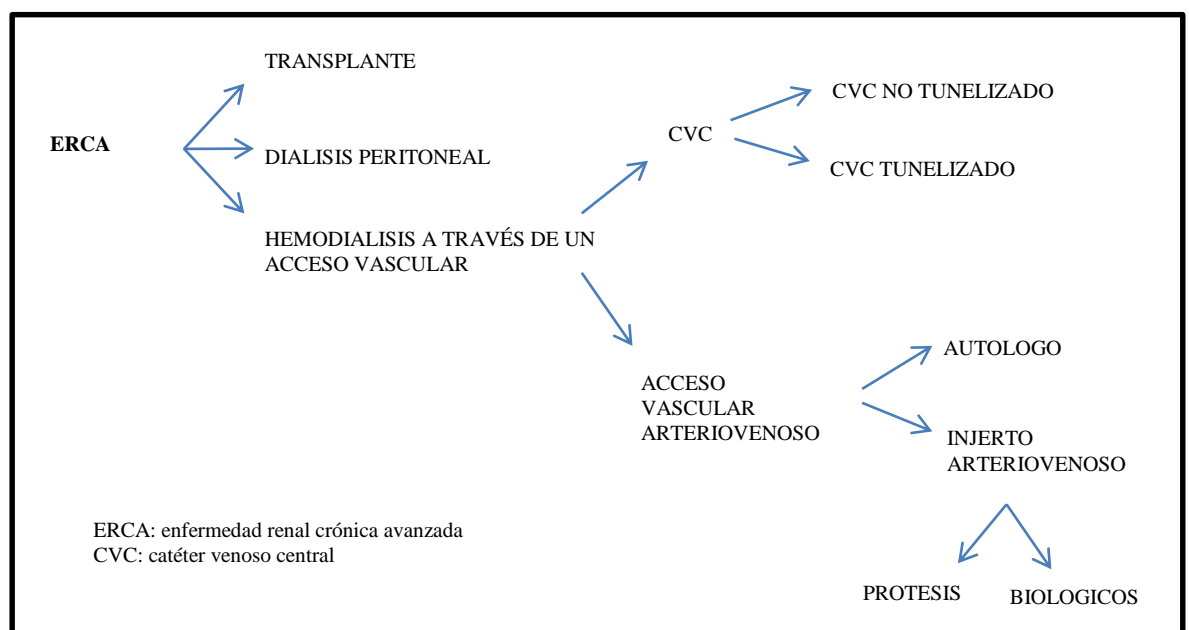 TRANSPLANTE
ERCA
DIALISIS PERITONEAL
HEMODIALISIS A TRAVÉS DE UN
ACCESO VASCULAR
CVC
CVC NO TUNELIZADO
CVC TUNELIZADO
ACCESO
VASCULAR
ARTERIOVENOSO
AUTOLOGO
INJERTO
ARTERIOVENOSO
PROTESIS
BIOLOGICOS
ERCA: enfermedad renal crónica avanzada
CVC: catéter venoso central